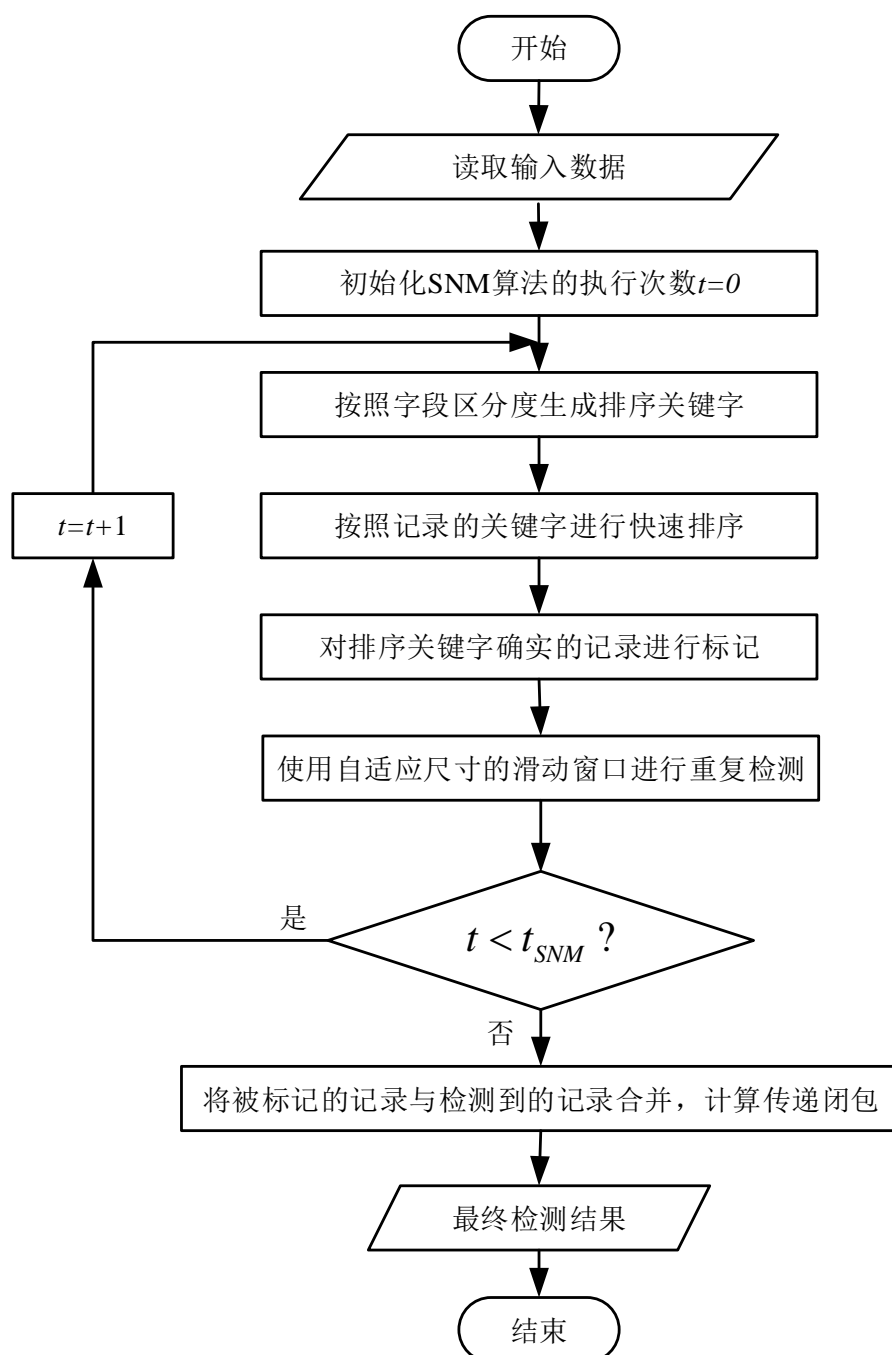 开始
读取输入数据
初始化SNM算法的执行次数t=0
按照字段区分度生成排序关键字
t=t+1
按照记录的关键字进行快速排序
对排序关键字确实的记录进行标记
使用自适应尺寸的滑动窗口进行重复检测
是
t < t_{SNM} ?
否
将被标记的记录与检测到的记录合并，计算传递闭包
最终检测结果
结束